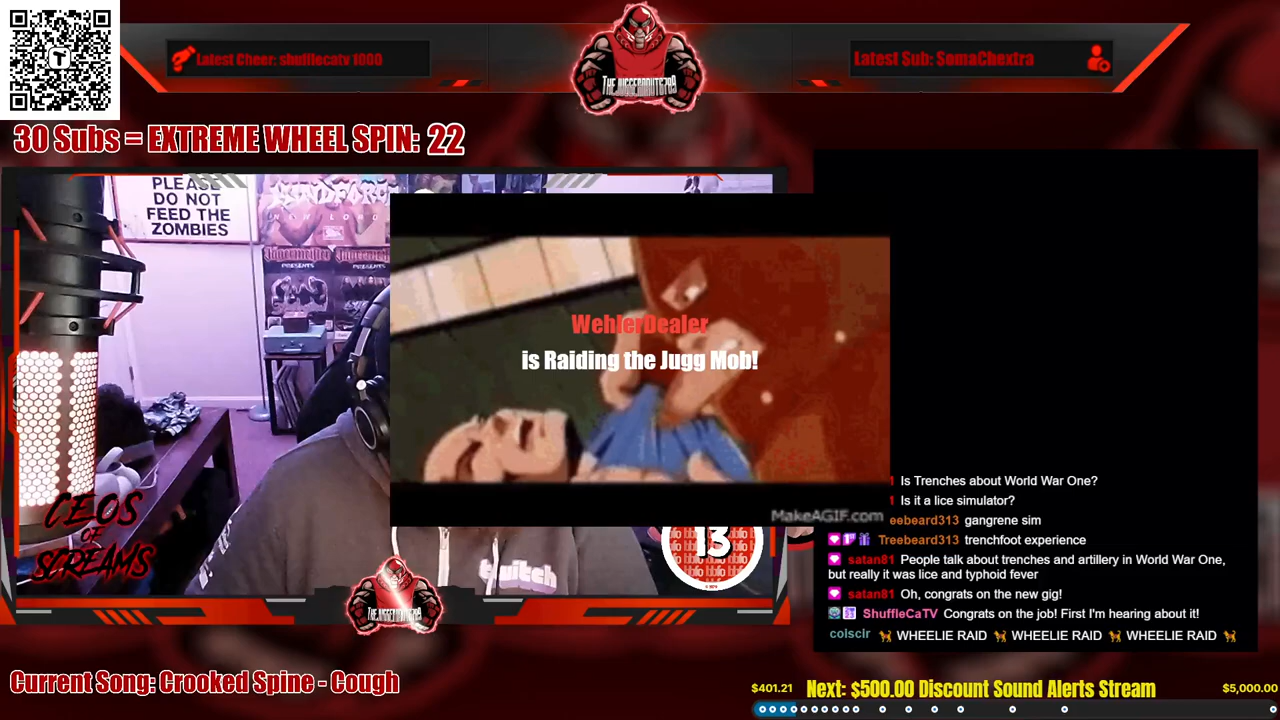 Latest Cheer: shufflecatv 1000
THEJUGGERNAUT6789
Latest Sub: SomaChextra
30 Subs = EXTREME WHEEL SPIN: 22
PLEASE
DO NOT
FEED THE
ZOMBIES
WehlerDealer
is Raiding the Jugg Mob!
MakeAGIF.com
CEOS
OF
SCREAMS
13
twitch
Is Trenches about World War One?
Is it a lice simulator?
eebeard313 gangrene sim
Treebeard313 trenchfoot experience
satan81 People talk about trenches and artillery in World War One,
but really it was lice and typhoid fever
satan81 Oh, congrats on the new gig!
ShuffleCaTV Congrats on the job! First I'm hearing about it!
colsclr WHEELIE RAID WHEELIE RAID WHEELIE RAID
Current Song: Crooked Spine - Cough
$401.21 Next: $500.00 Discount Sound Alerts Stream $5,000.00